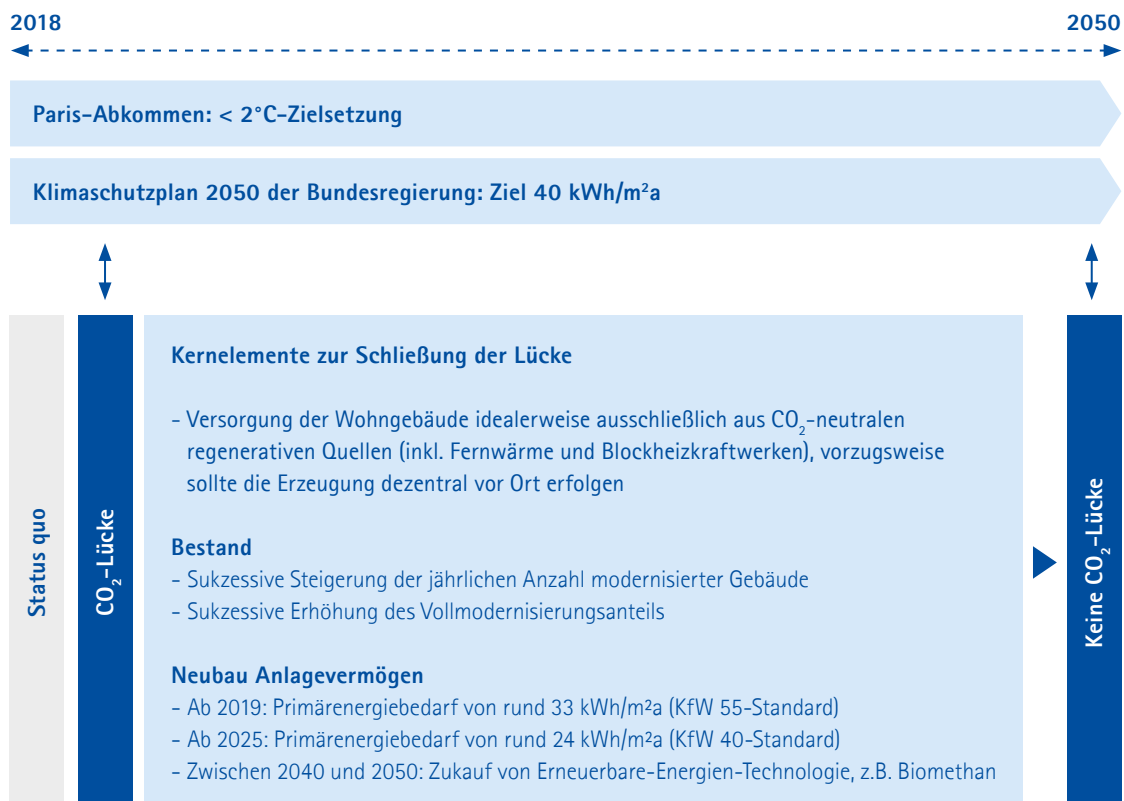 2018
2050
Paris-Abkommen: < 2°C-Zielsetzung
Klimaschutzplan 2050 der Bundesregierung: Ziel 40 kWh/m²a
Status quo
CO₂-Lücke
Kernelemente zur Schließung der Lücke
- Versorgung der Wohngebäude idealerweise ausschließlich aus CO₂-neutralen
regenerativen Quellen (inkl. Fernwärme und Blockheizkraftwerken), vorzugsweise
sollte die Erzeugung dezentral vor Ort erfolgen
Bestand
- Sukzessive Steigerung der jährlichen Anzahl modernisierter Gebäude
- Sukzessive Erhöhung des Vollmodernisierungsanteils
Neubau Anlagevermögen
- Ab 2019: Primärenergiebedarf von rund 33 kWh/m²a (KfW 55-Standard)
- Ab 2025: Primärenergiebedarf von rund 24 kWh/m²a (KfW 40-Standard)
- Zwischen 2040 und 2050: Zukauf von Erneuerbare-Energien-Technologie, z.B. Biomethan
Keine CO₂-Lücke